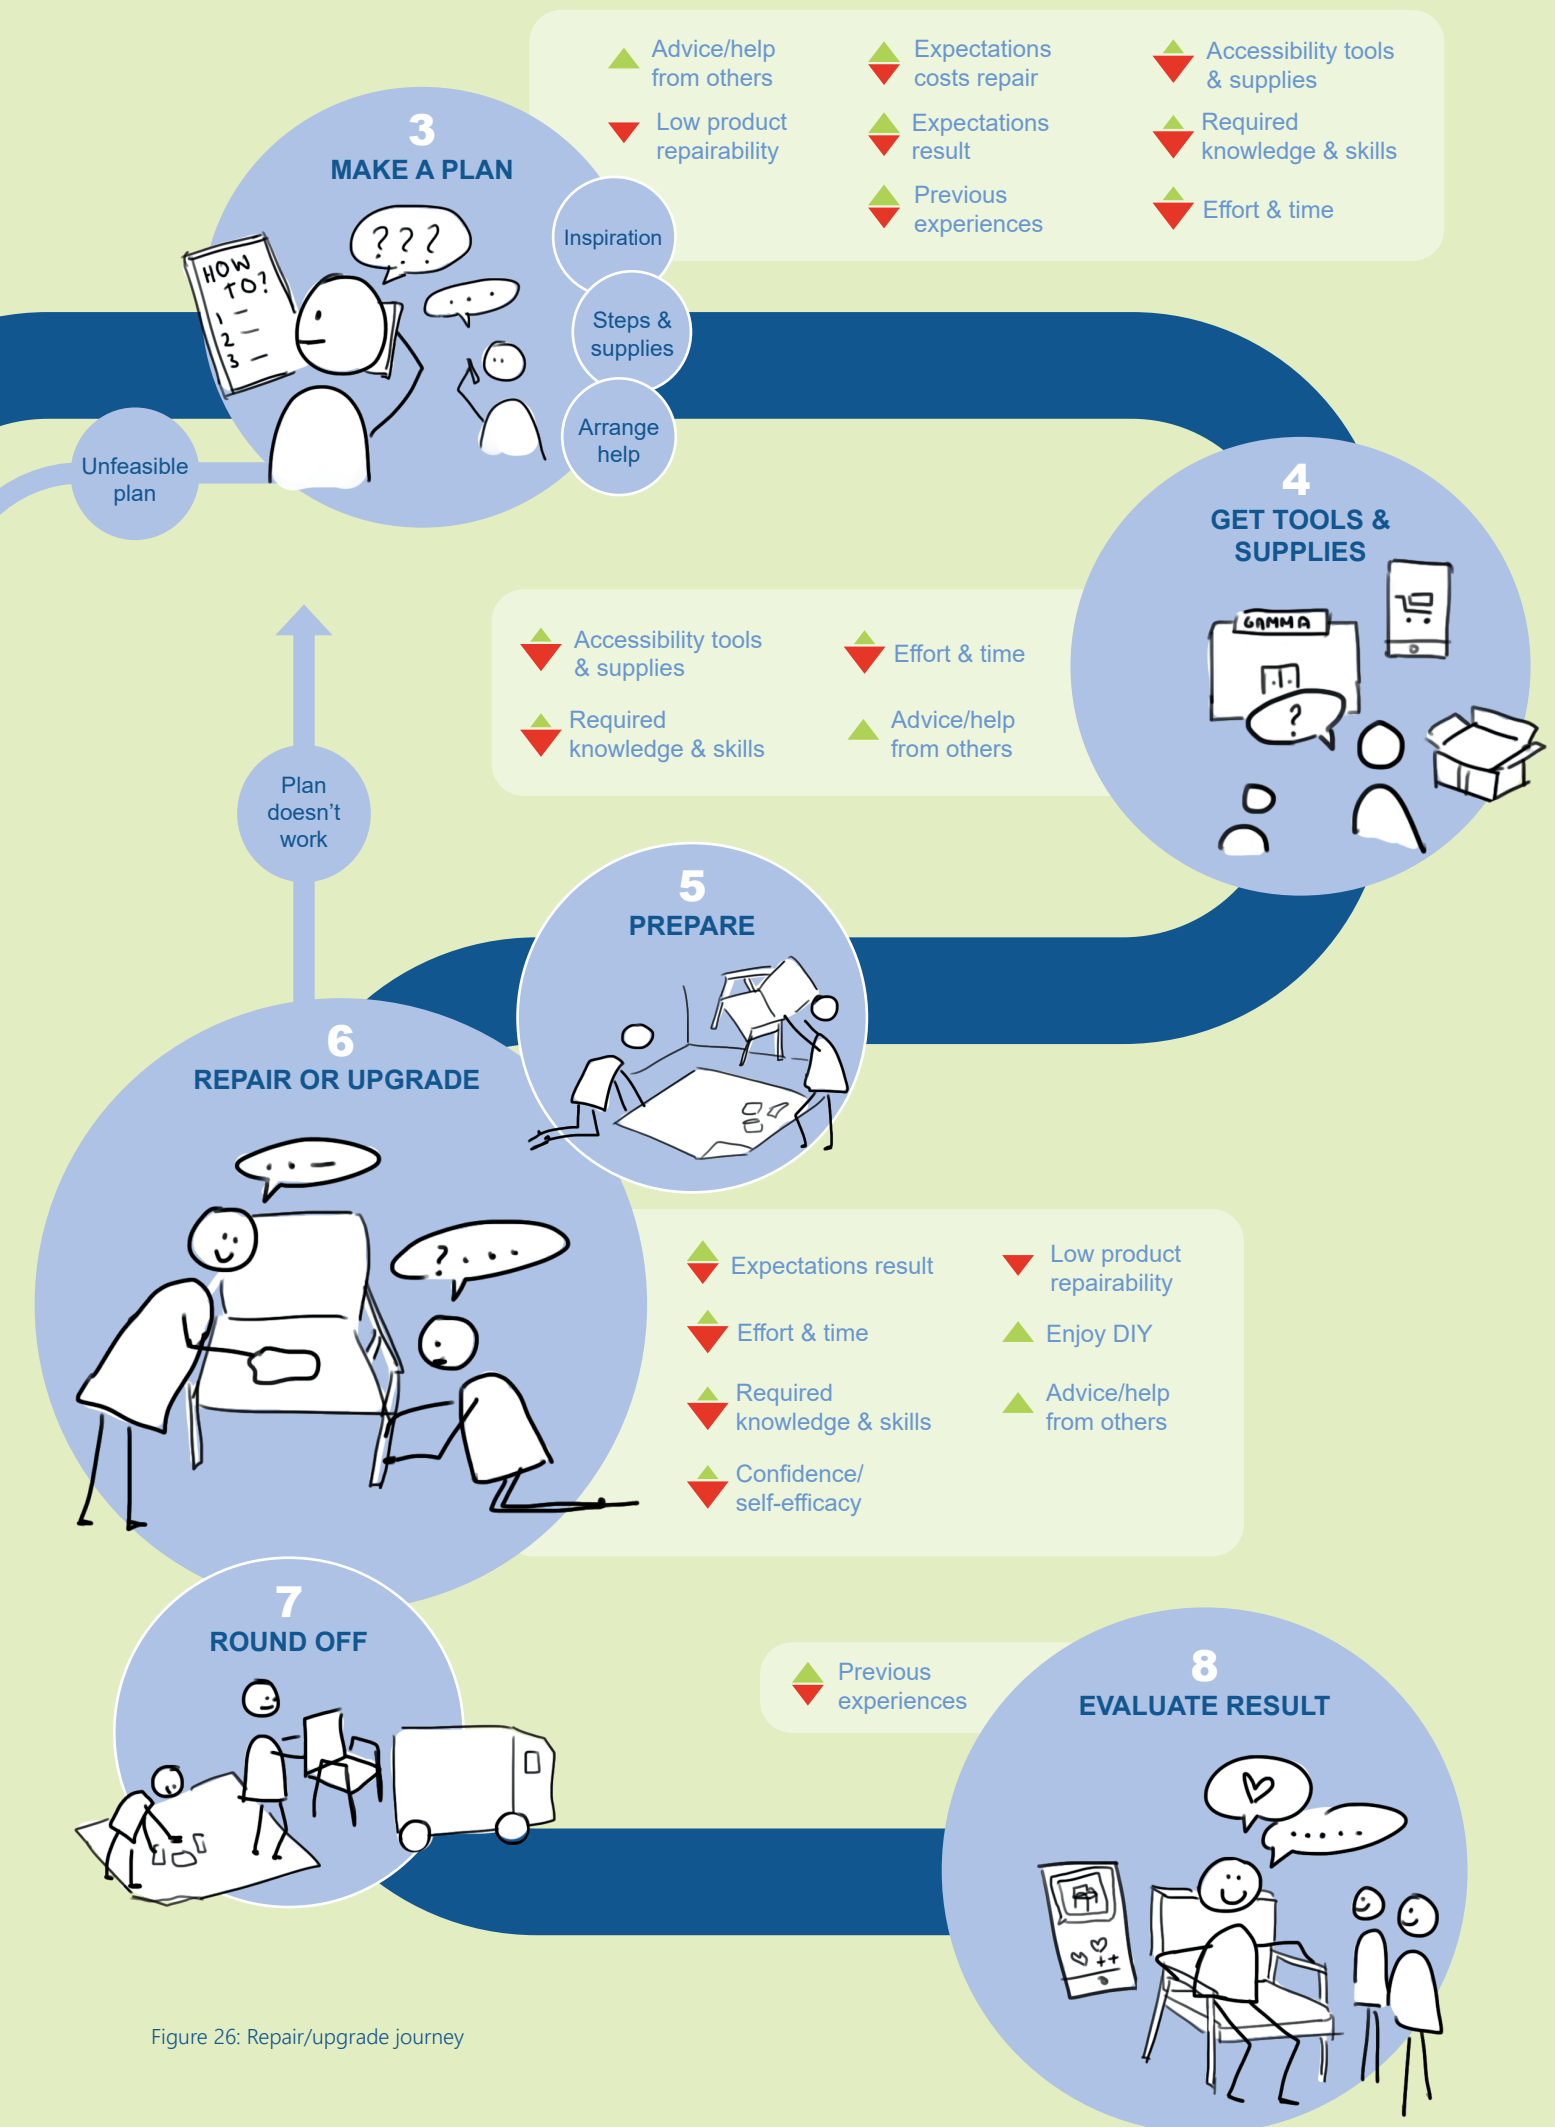 Advice/help
from others
Low product
repairability
Expectations
costs repair
Expectations
result
Previous
experiences
Accessibility tools
& supplies
Required
knowledge & skills
Effort & time
3
MAKE A PLAN
???
HOW
TO?
1 -
2 -
3 -
...
Inspiration
Steps &
supplies
Arrange
help
Unfeasible
plan
4
GET TOOLS &
SUPPLIES
GAMMA
?
Accessibility tools
& supplies
Required
knowledge & skills
Effort & time
Advice/help
from others
Plan
doesn't
work
5
PREPARE
6
REPAIR OR UPGRADE
..-
?...
Expectations result
Effort & time
Required
knowledge & skills
Confidence/
self-efficacy
Low product
repairability
Enjoy DIY
Advice/help
from others
7
ROUND OFF
Previous
experiences
8
EVALUATE RESULT
.....
++
Figure 26: Repair/upgrade journey